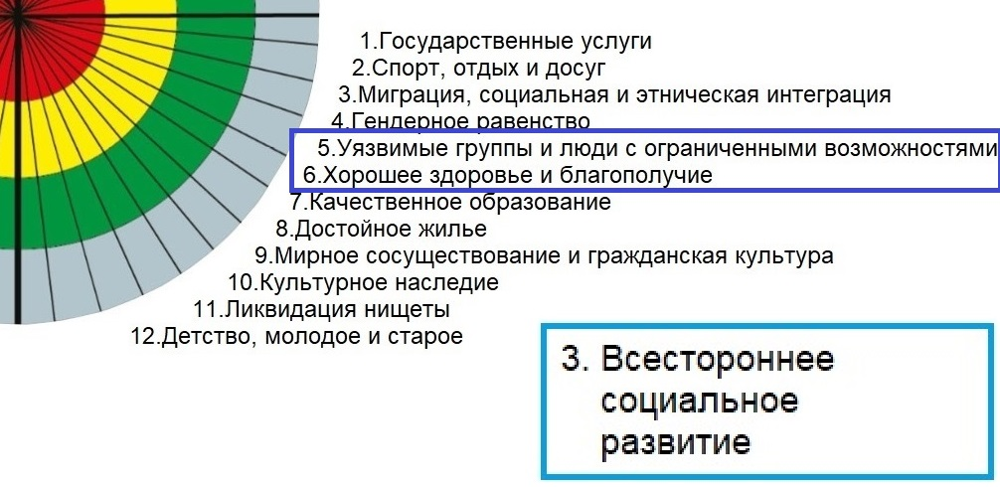 1.Государственные услуги
2.Спорт, отдых и досуг
3.Миграция, социальная и этническая интеграция
4.Гендерное равенство
5.Уязвимые группы и люди с ограниченными возможностями
6.Хорошее здоровье и благополучие
7.Качественное образование
8.Достойное жилье
9.Мирное сосуществование и гражданская культура
10.Культурное наследие
11.Ликвидация нищеты
12.Детство, молодое и старое
3. Всестороннее
социальное
развитие